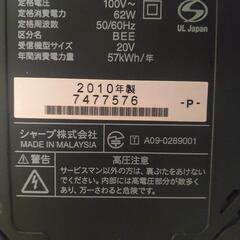 定格電圧 100V~
定格消費電力 62W
定格周波数 50/60Hz
区分名 BEE
受信機型サイズ 20V
年間消費電力量 57kWh/年
UL Japan
2010年製
7477576
-P-
シャープ株式会社
MADE IN MALAYSIA
A09-0289001
警告
高圧注意
サービスマン以外の方は、裏ぶたをあけないで
ください。内部には高電圧部分が数多く
あり、万一さわると危険です。